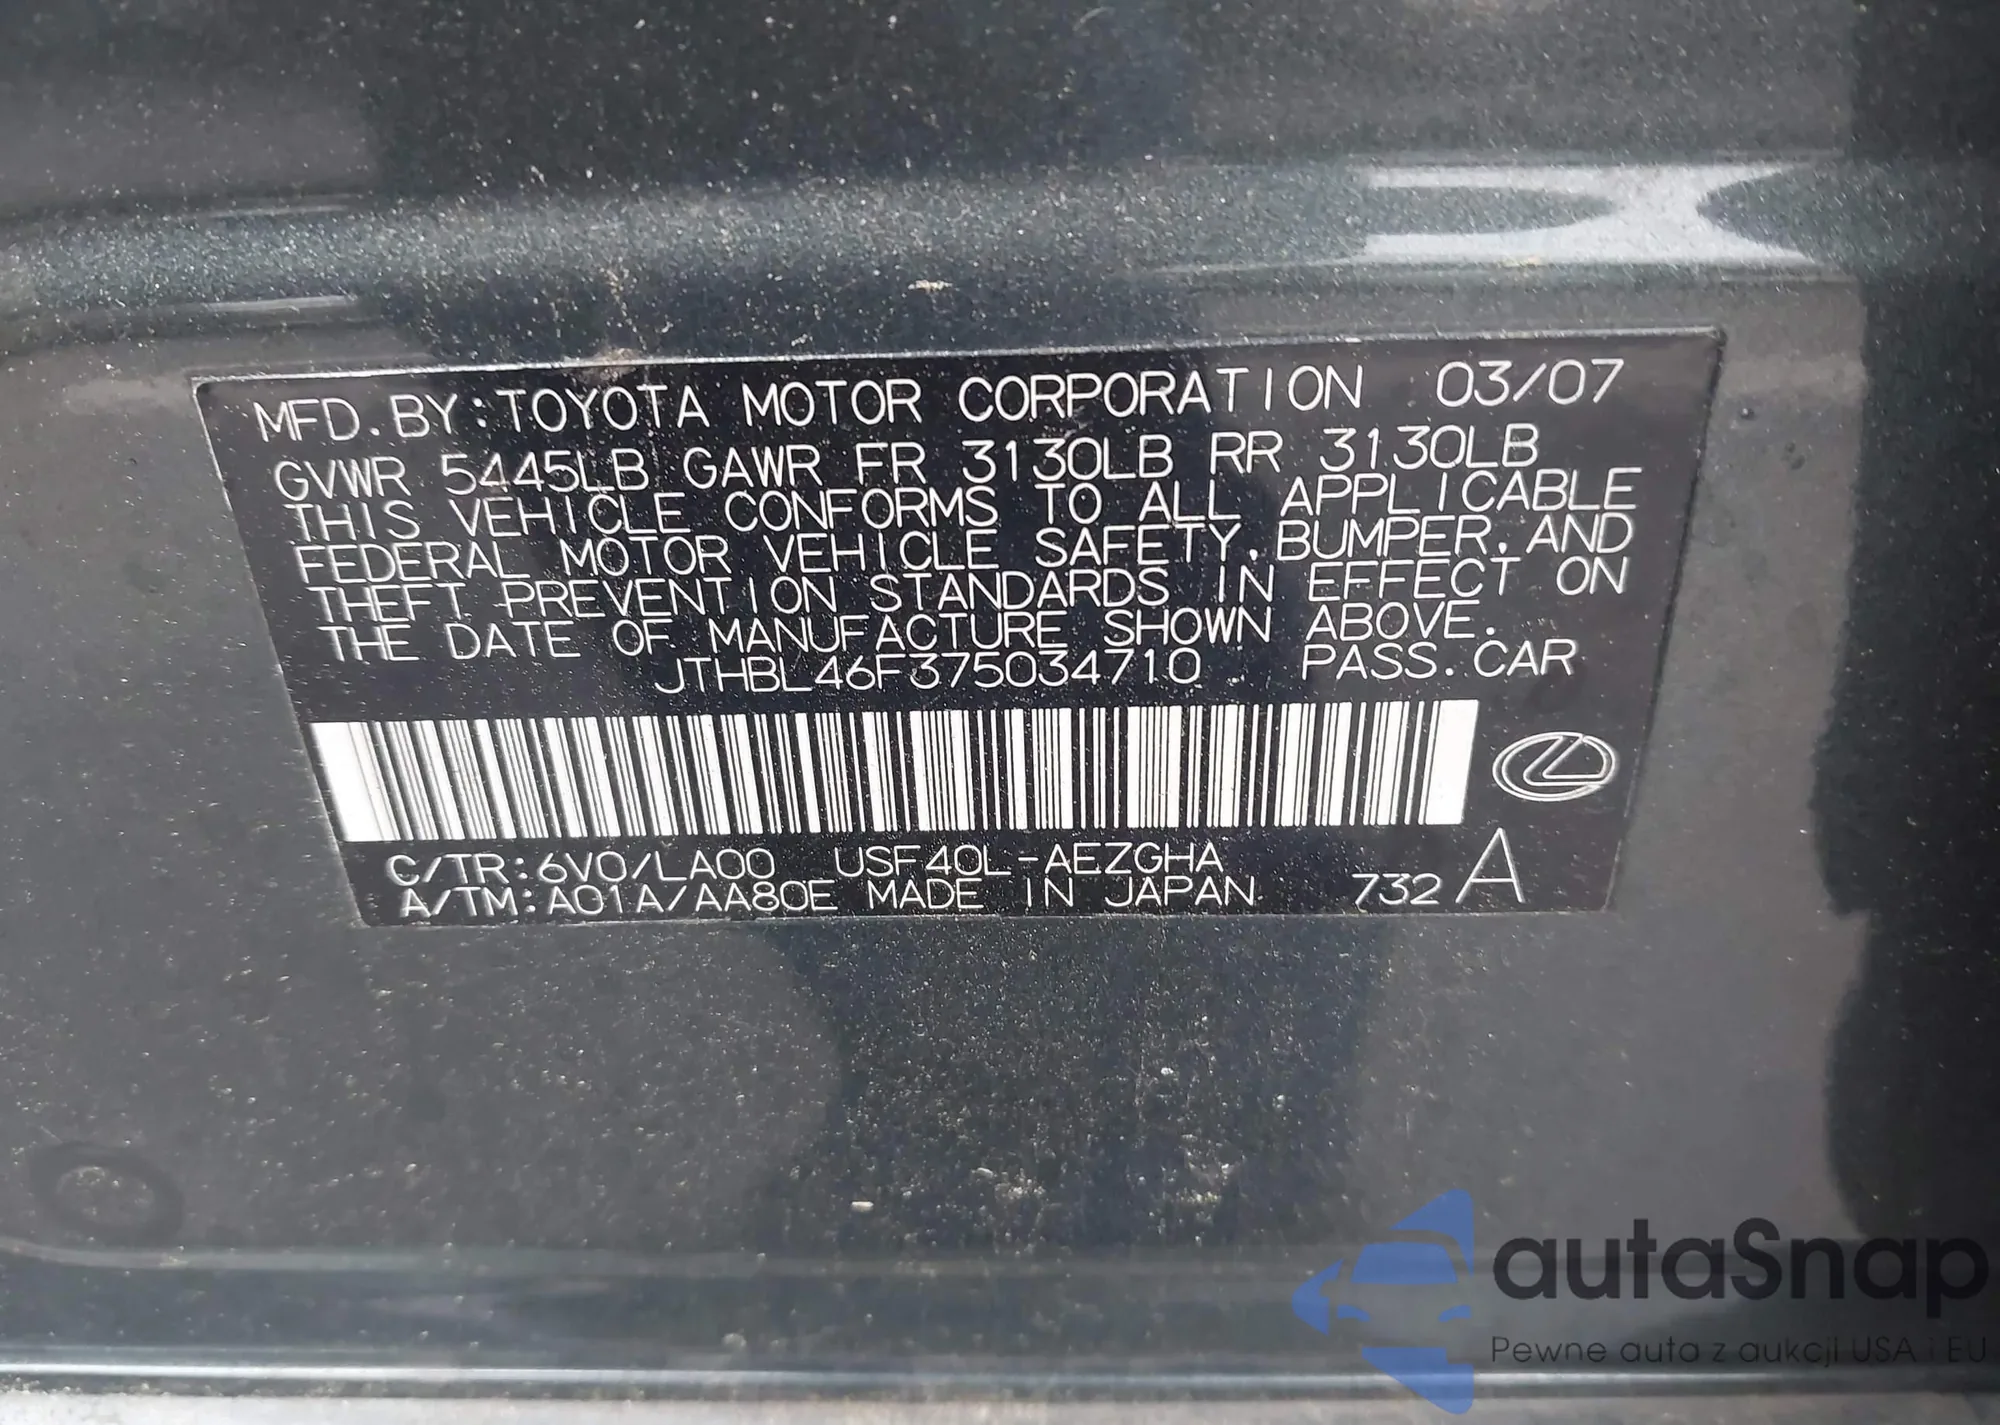 MFD. BY:TOYOTA MOTOR CORPORATION 03/07
GVWR 5445LB GAWR FR 3130LB RR 3130LB
THIS VEHICLE CONFORMS TO ALL APPLICABLE
FEDERAL MOTOR VEHICLE SAFETY, BUMPER, AND
THEFT PREVENTION STANDARDS IN EFFECT ON
THE DATE OF MANUFACTURE SHOWN ABOVE.
JTHBL46F375034710 PASS. CAR
C/TR:6V0/LA00 USF40L-AEZGHA
A/TM:A01A/AA80E MADE IN JAPAN 732 A
autaSnap
Pewne auta z aukcji USA i EU